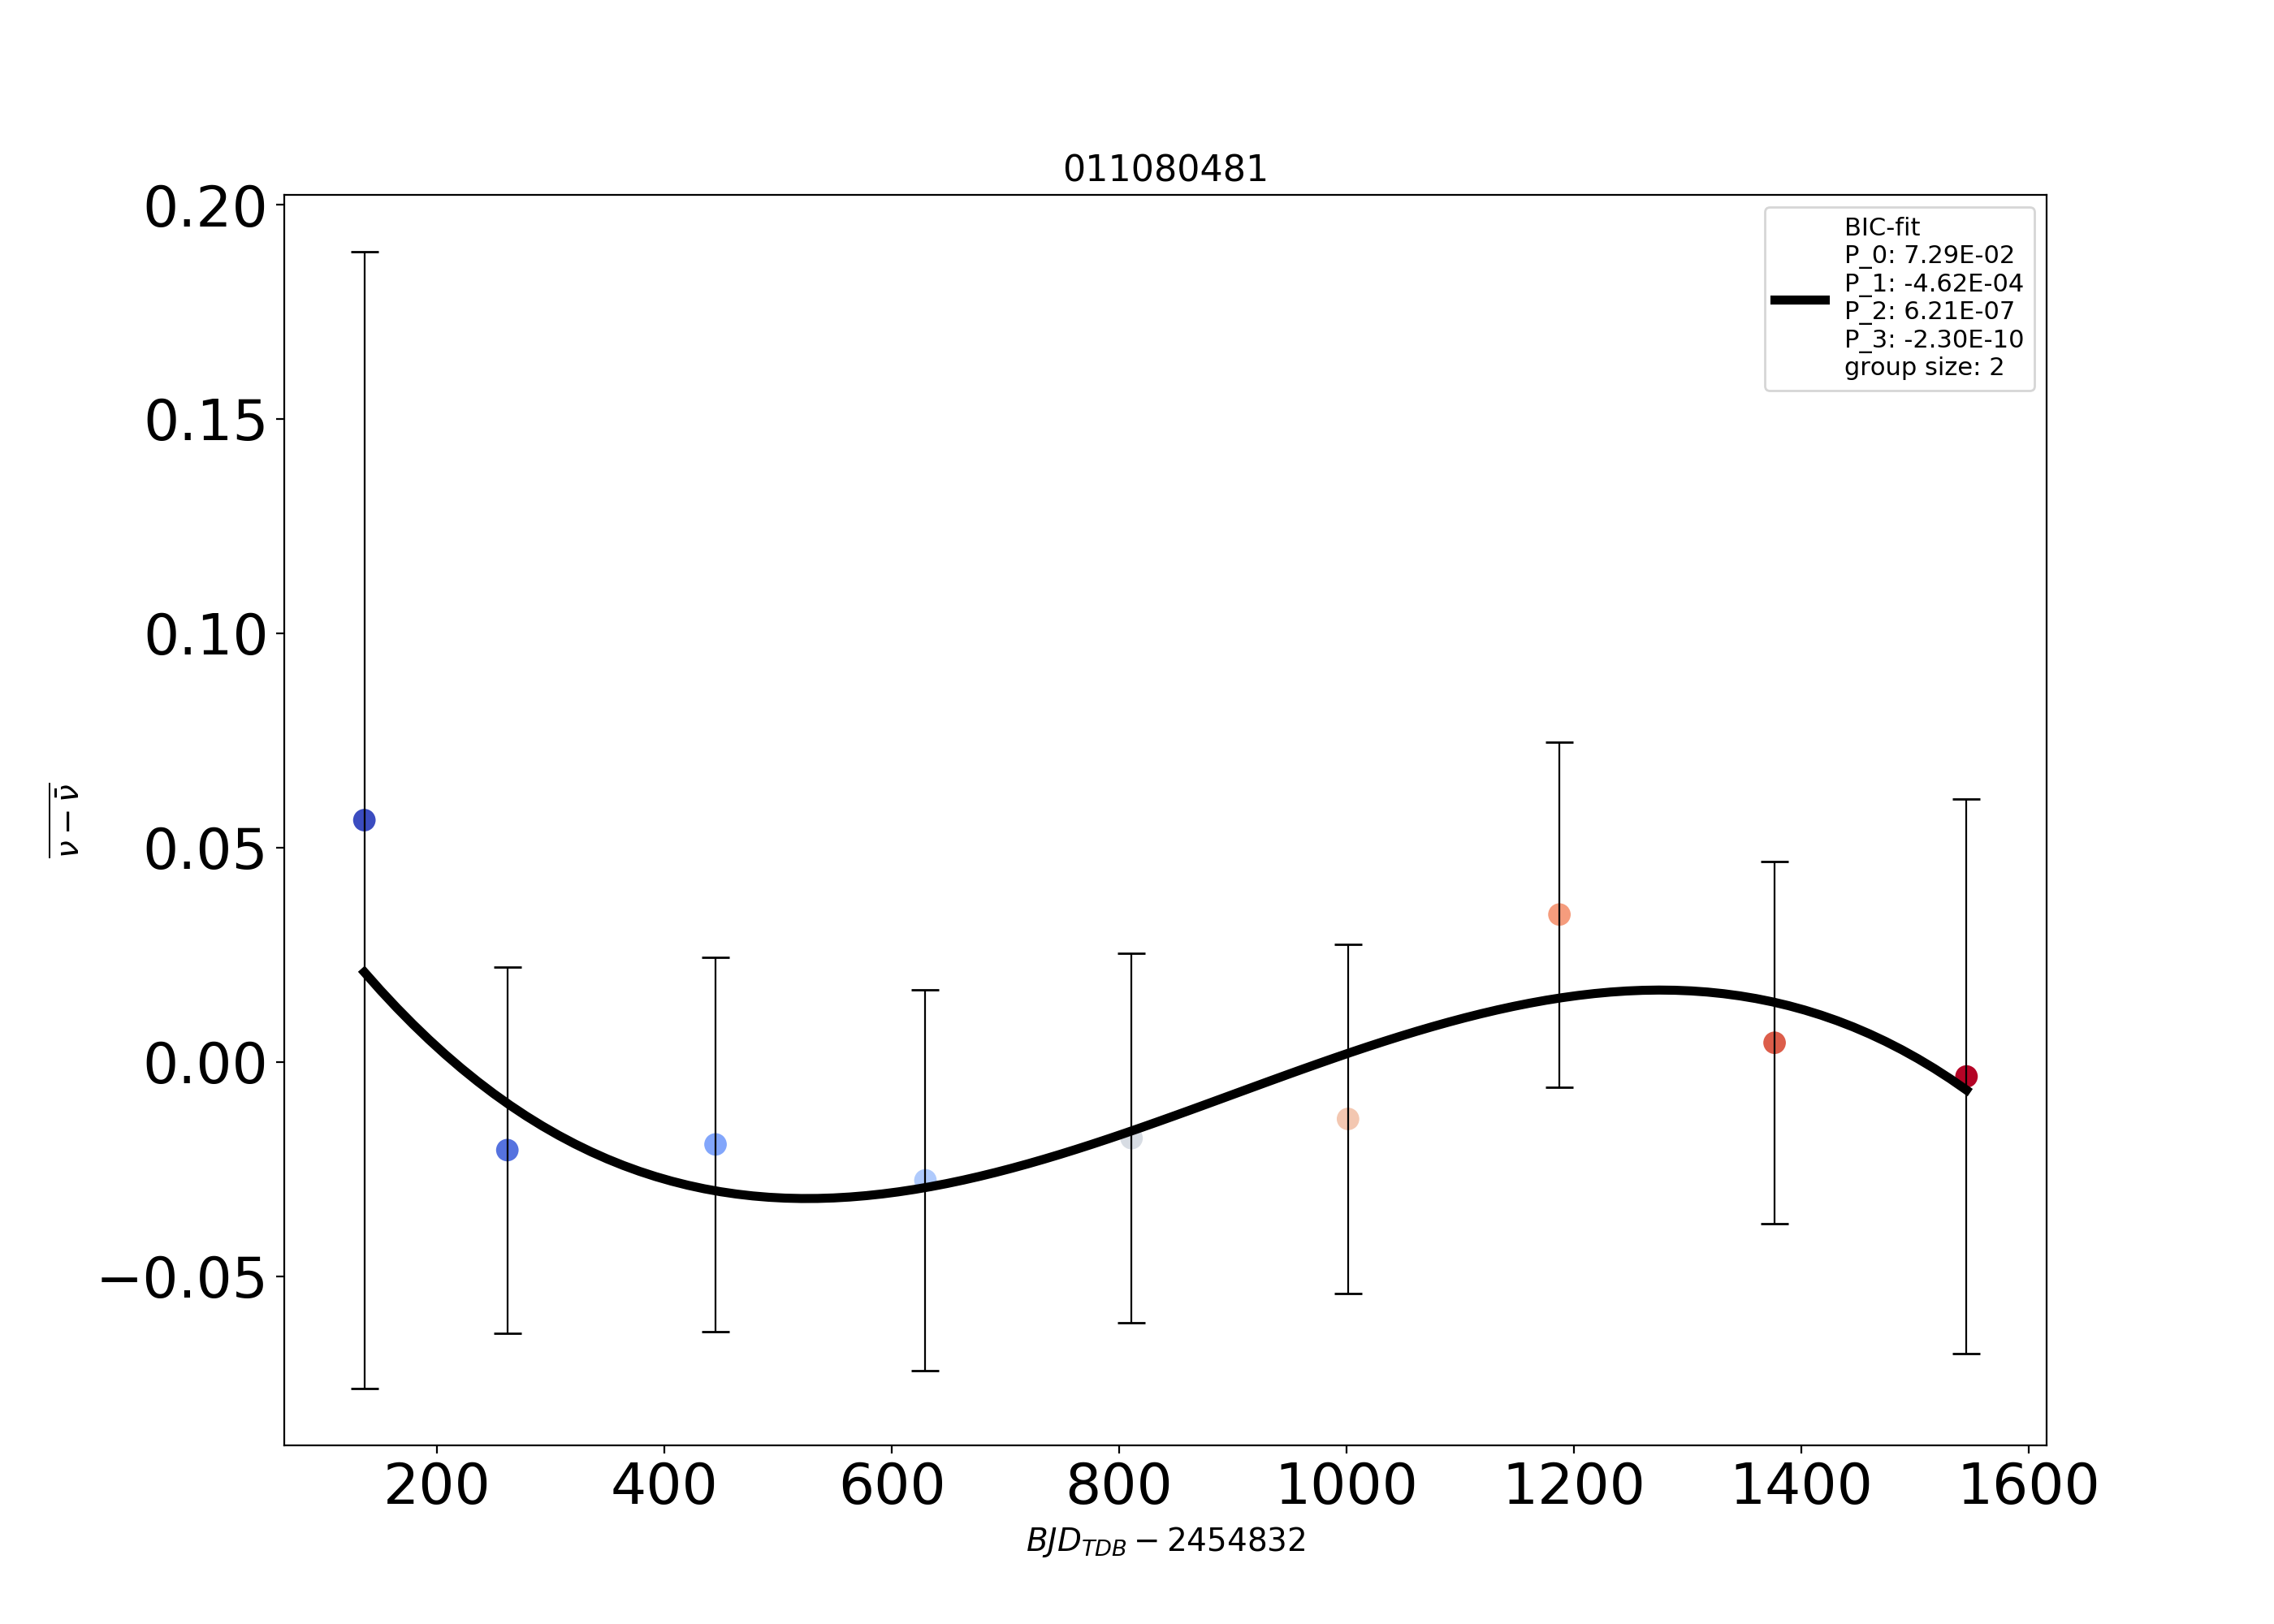 011080481
0.20
0.15
0.10
0.05
0.00
−0.05
BIC-fit
P_0: 7.29E-02
P_1: -4.62E-04
P_2: 6.21E-07
P_3: -2.30E-10
group size: 2
ν − ν̄
200 400 600 800 1000 1200 1400 1600
BJD_TDB − 2454832